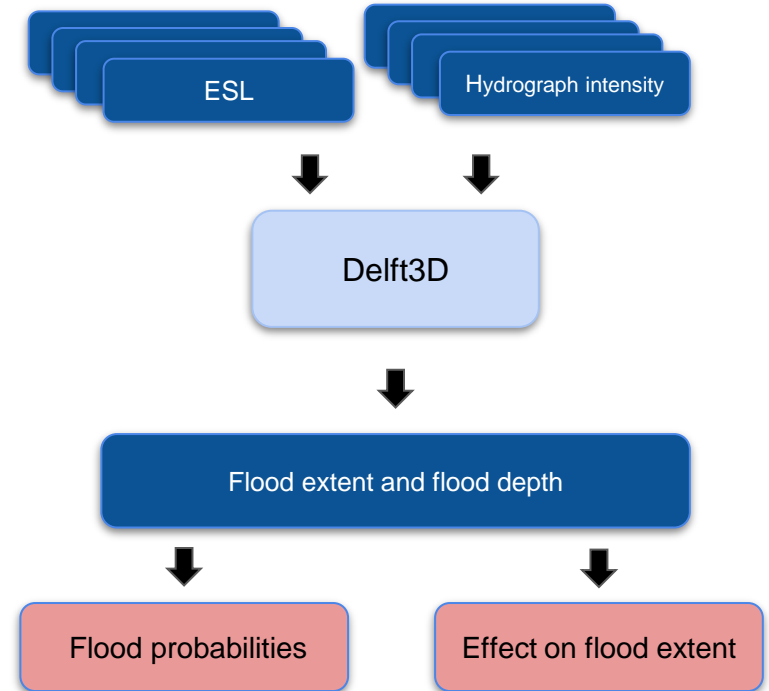 ESL
Hydrograph intensity
Delft3D
Flood extent and flood depth
Flood probabilities
Effect on flood extent